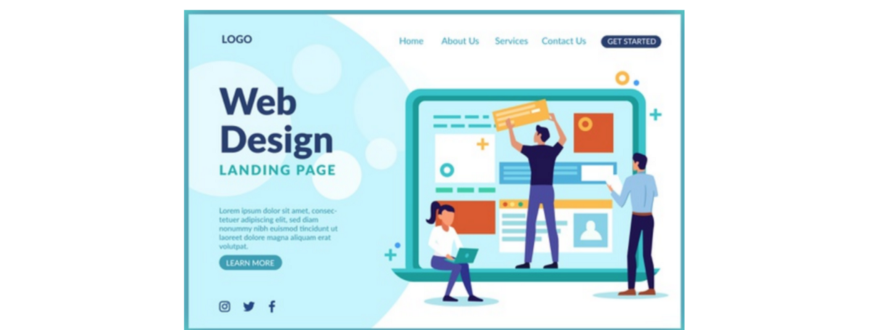 LOGO
Home
About Us
Services
Contact Us
GET STARTED
Web
Design
LANDING PAGE
Lorem ipsum dolor sit amet, consec-
tetuer adipiscing elit, sed diam
nonummy nibh euismod tincidunt ut
laoreet dolore magna aliquam erat
volutpat.
LEARN MORE